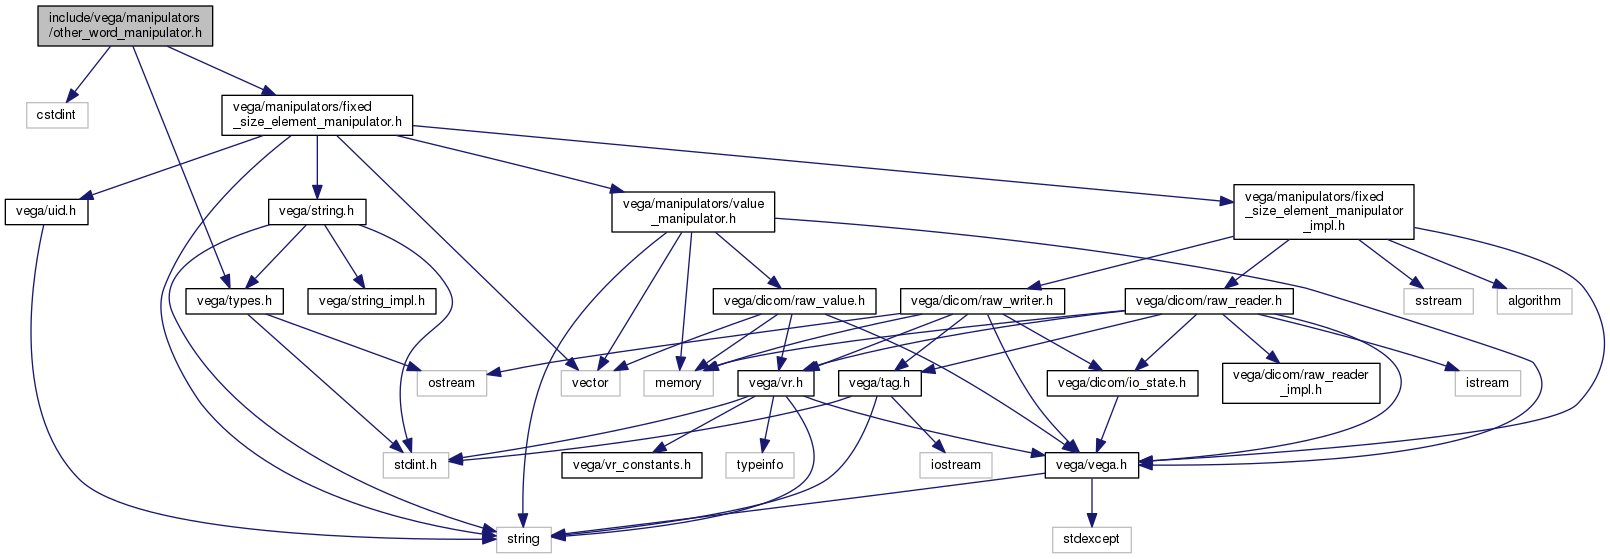 include/vega/manipulators
/other_word_manipulator.h
cstdint
vega/manipulators/fixed
_size_element_manipulator.h
vega/uid.h
vega/string.h
vega/manipulators/value
_manipulator.h
vega/manipulators/fixed
_size_element_manipulator
_impl.h
vega/types.h
vega/string_impl.h
vega/dicom/raw_value.h
vega/dicom/raw_writer.h
vega/dicom/raw_reader.h
sstream
algorithm
ostream
vector
memory
vega/vr.h
vega/tag.h
vega/dicom/io_state.h
vega/dicom/raw_reader
_impl.h
istream
stdint.h
vega/vr_constants.h
typeinfo
iostream
vega/vega.h
string
stdexcept